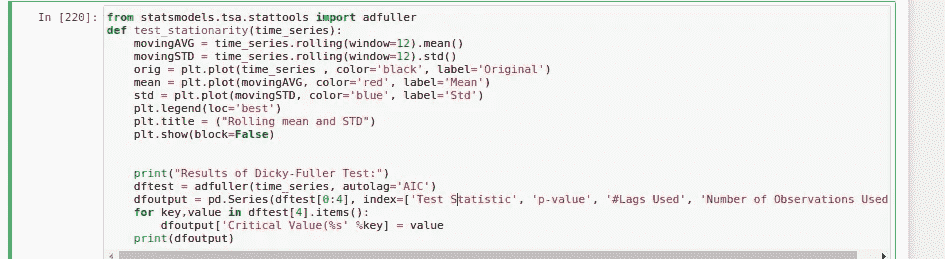 In [220]: from statsmodels.tsa.stattools import adfuller
def test_stationarity(time_series):
    movingAVG = time_series.rolling(window=12).mean()
    movingSTD = time_series.rolling(window=12).std()
    orig = plt.plot(time_series , color='black', label='Original')
    mean = plt.plot(movingAVG, color='red', label='Mean')
    std = plt.plot(movingSTD, color='blue', label='Std')
    plt.legend(loc='best')
    plt.title = ("Rolling mean and STD")
    plt.show(block=False)
    print("Results of Dicky-Fuller Test:")
    dftest = adfuller(time_series, autolag='AIC')
    dfoutput = pd.Series(dftest[0:4], index=['Test Statistic', 'p-value', '#Lags Used', 'Number of Observations Used
    for key,value in dftest[4].items():
        dfoutput['Critical Value(%s' %key] = value
    print(dfoutput)